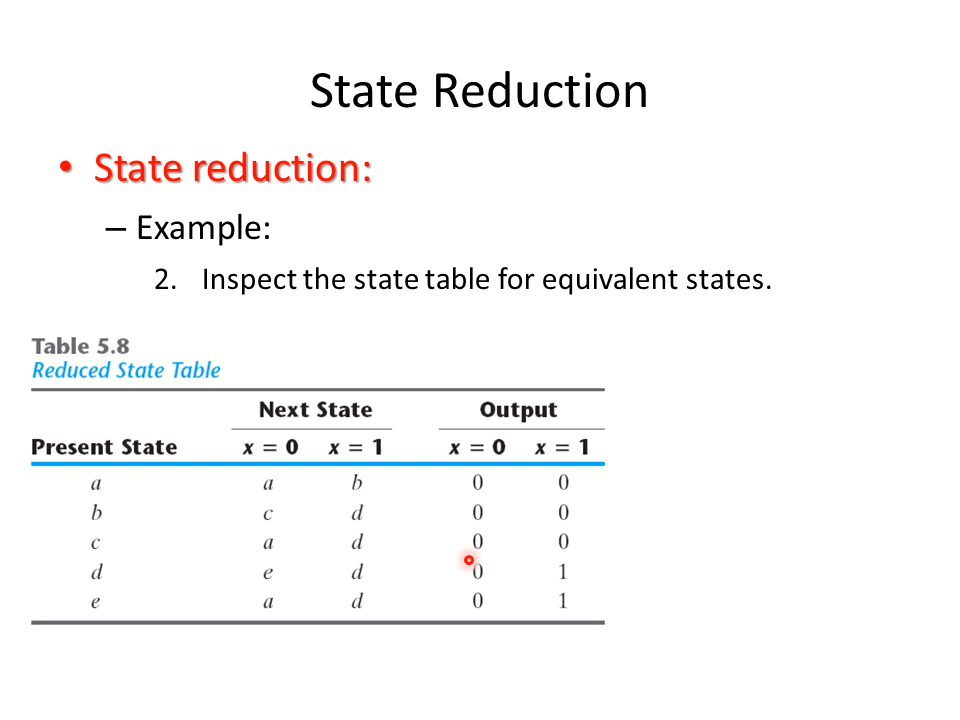 State Reduction
• State reduction:
– Example:
2. Inspect the state table for equivalent states.
Table 5.8
Reduced State Table
Next State Output
Present State x = 0 x = 1 x = 0 x = 1
a a b 0 0
b c d 0 0
c a d 0 0
d e d 0 1
e a d 0 1